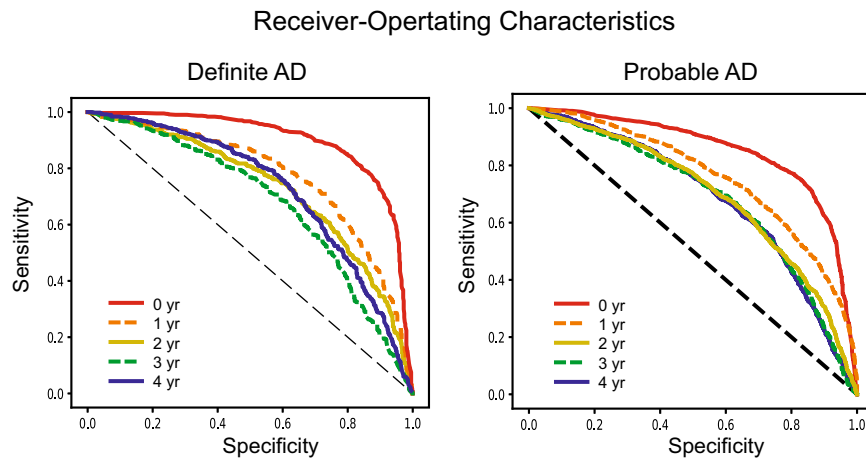 Receiver-Opertating Characteristics
Definite AD
Sensitivity
1.0
0.8
0.6
0.4
0.2
0.0
0 yr
1 yr
2 yr
3 yr
4 yr
0.0 0.2 0.4 0.6 0.8 1.0
Specificity
Probable AD
Sensitivity
1.0
0.8
0.6
0.4
0.2
0.0
0 yr
1 yr
2 yr
3 yr
4 yr
0.0 0.2 0.4 0.6 0.8 1.0
Specificity